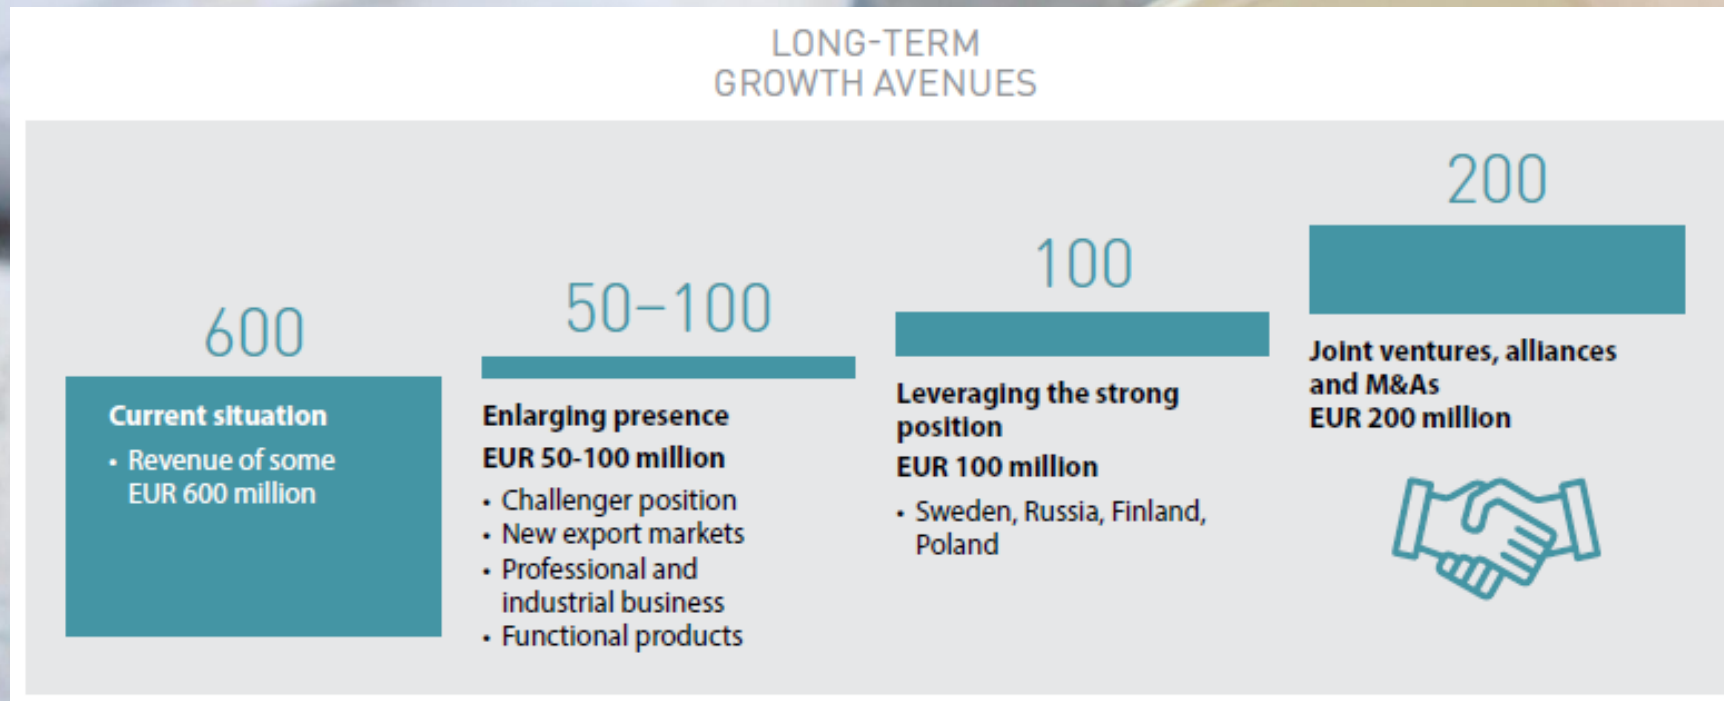 LONG-TERM
GROWTH AVENUES
600
Current situation
• Revenue of some
EUR 600 million
50–100
Enlarging presence
EUR 50-100 million
• Challenger position
• New export markets
• Professional and
industrial business
• Functional products
100
Leveraging the strong
position
EUR 100 million
• Sweden, Russia, Finland,
Poland
200
Joint ventures, alliances
and M&As
EUR 200 million